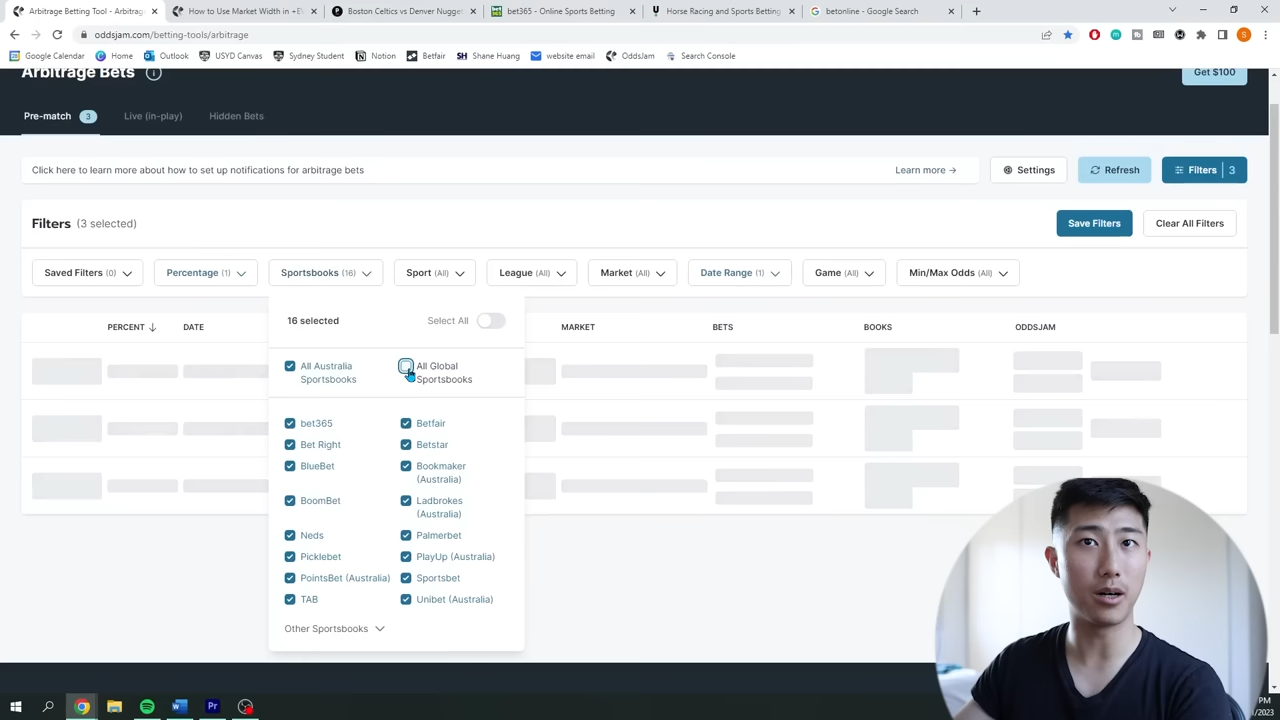 Arbitrage Betting Tool - Arbitrag
How to Use Market Width in +E
Boston Celtics vs Denver Nugget
bet365 - Online Sports Betting
Horse Racing and Sports Betting
betonline - Google Search
oddsjam.com/betting-tools/arbitrage
Google Calendar
Home
Outlook
USYD Canvas
Sydney Student
Notion
Betfair
SH Shane Huang
website email
OddsJam
Search Console
Arbitrage Bets
Get $100
Pre-match 3
Live (in-play)
Hidden Bets
Click here to learn more about how to set up notifications for arbitrage bets
Learn more →
Settings
Refresh
Filters 3
Filters (3 selected)
Save Filters
Clear All Filters
Saved Filters (0)
Percentage (1)
Sportsbooks (16)
Sport (All)
League (All)
Market (All)
Date Range (1)
Game (All)
Min/Max Odds (All)
16 selected
Select All
PERCENT
DATE
MARKET
BETS
BOOKS
ODDSJAM
All Australia
Sportsbooks
All Global
Sportsbooks
bet365
Betfair
Bet Right
Betstar
BlueBet
Bookmaker
(Australia)
BoomBet
Ladbrokes
(Australia)
Neds
Palmerbet
Picklebet
PlayUp (Australia)
PointsBet (Australia)
Sportsbet
TAB
Unibet (Australia)
Other Sportsbooks
PM
/2023